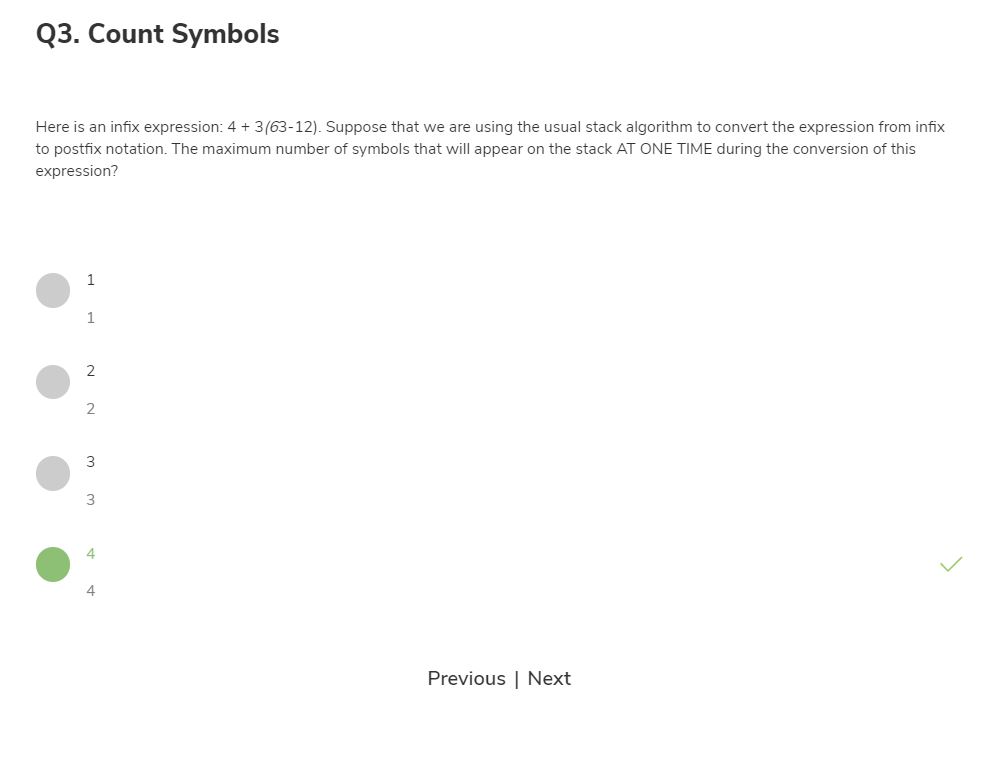 Q3. Count Symbols
Here is an infix expression: 4 + 3(63-12). Suppose that we are using the usual stack algorithm to convert the expression from infix
to postfix notation. The maximum number of symbols that will appear on the stack AT ONE TIME during the conversion of this
expression?
1
1
2
2
3
3
4
4
Previous | Next